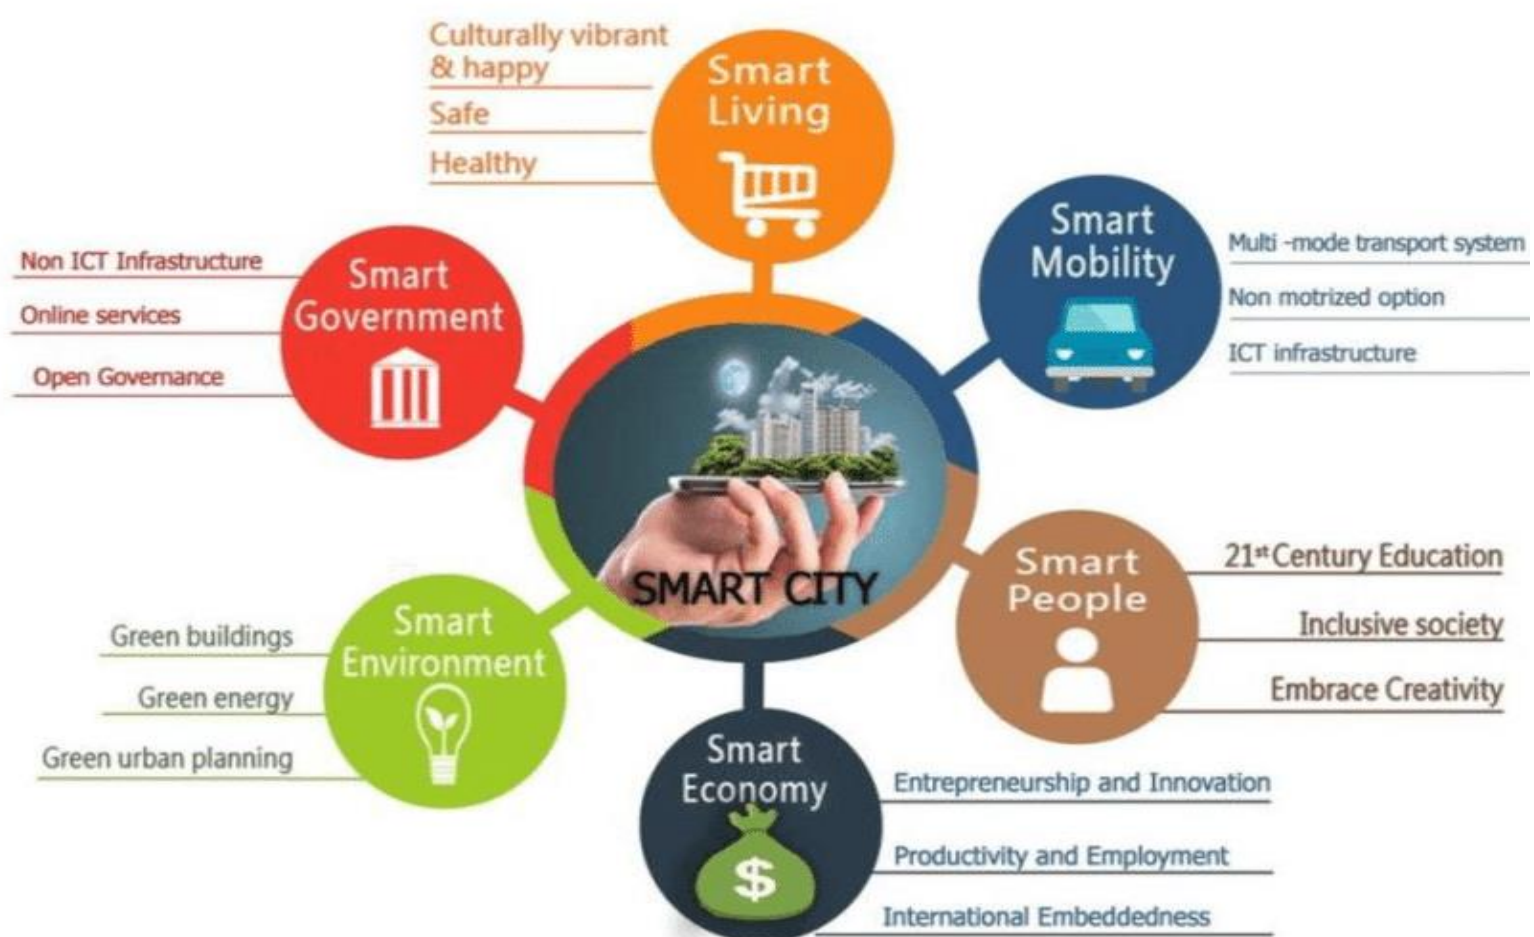 Culturally vibrant
& happy
Safe
Healthy
Smart
Living
Smart
Mobility
Multi -mode transport system
Non motrized option
ICT infrastructure
Non ICT Infrastructure
Online services
Open Governance
Smart
Government
SMART CITY
Smart
People
21st Century Education
Inclusive society
Embrace Creativity
Green buildings
Green energy
Green urban planning
Smart
Environment
Smart
Economy
$
Entrepreneurship and Innovation
Productivity and Employment
International Embeddedness